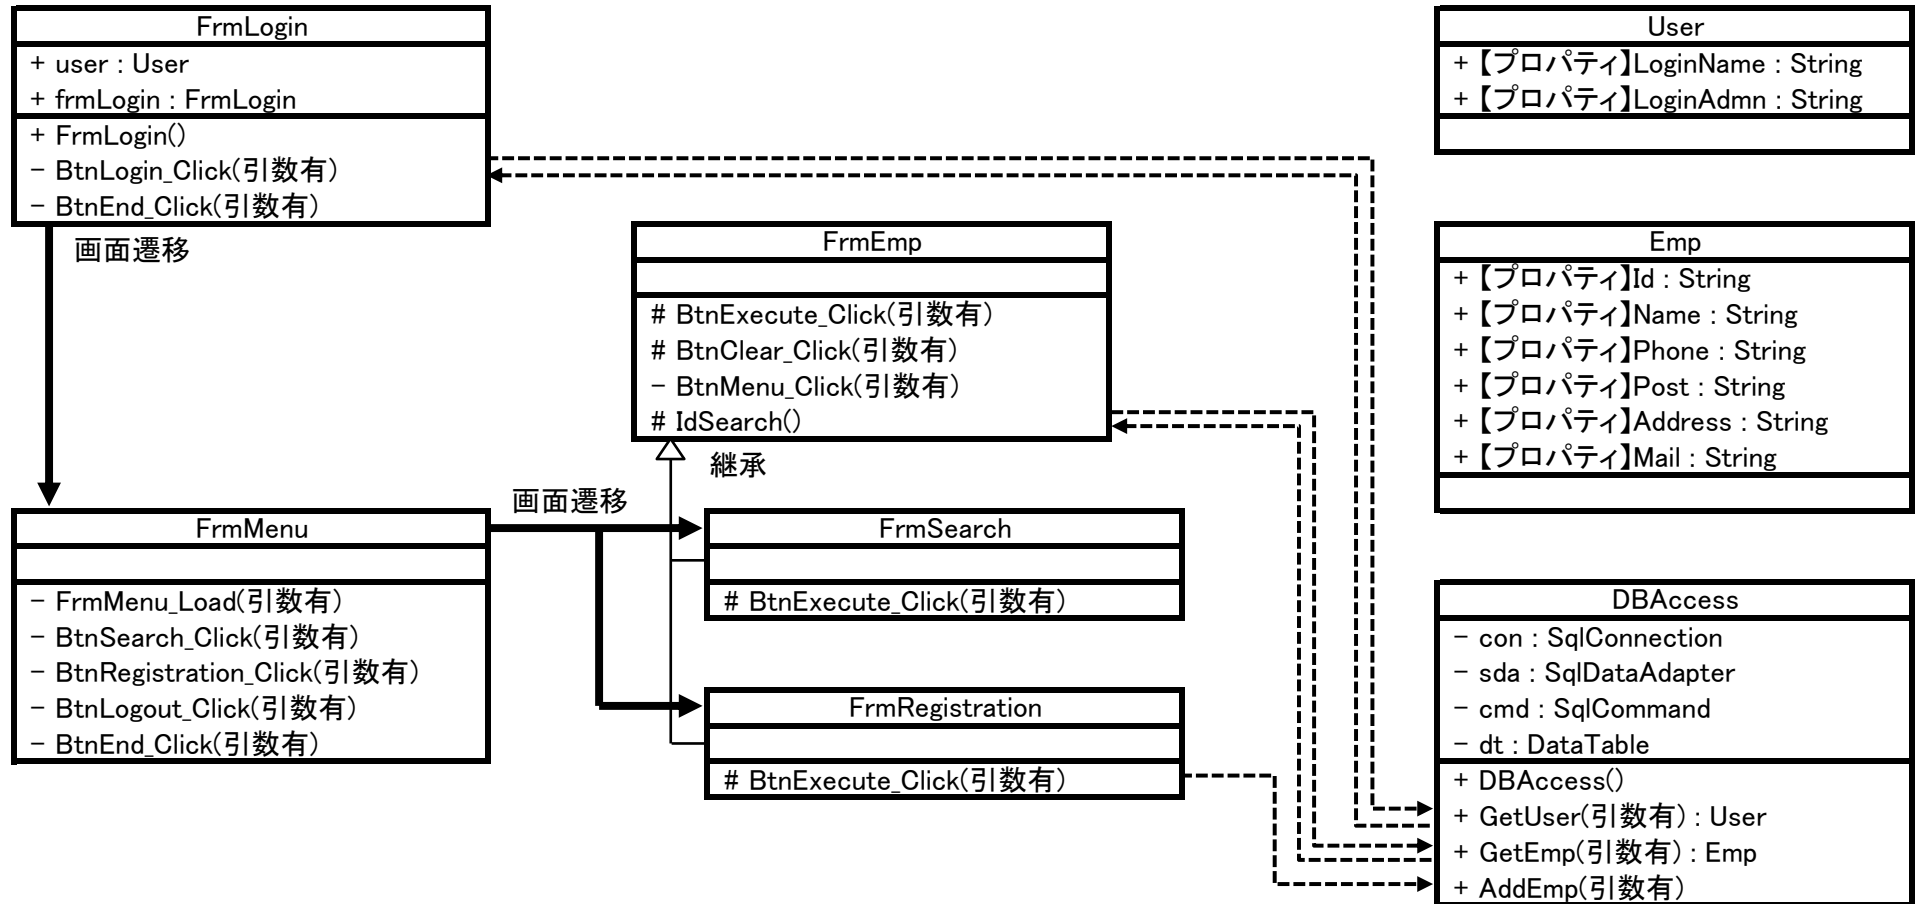 FrmLogin
+ user : User
+ frmLogin : FrmLogin
+ FrmLogin()
- BtnLogin_Click(引数有)
- BtnEnd_Click(引数有)
画面遷移
FrmMenu
- FrmMenu_Load(引数有)
- BtnSearch_Click(引数有)
- BtnRegistration_Click(引数有)
- BtnLogout_Click(引数有)
- BtnEnd_Click(引数有)
画面遷移
FrmEmp
# BtnExecute_Click(引数有)
# BtnClear_Click(引数有)
- BtnMenu_Click(引数有)
# IdSearch()
継承
FrmSearch
# BtnExecute_Click(引数有)
FrmRegistration
# BtnExecute_Click(引数有)
User
+【プロパティ】LoginName : String
+【プロパティ】LoginAdmn : String
Emp
+【プロパティ】Id : String
+【プロパティ】Name : String
+【プロパティ】Phone : String
+【プロパティ】Post : String
+【プロパティ】Address : String
+【プロパティ】Mail : String
DBAccess
- con : SqlConnection
- sda : SqlDataAdapter
- cmd : SqlCommand
- dt : DataTable
+ DBAccess()
+ GetUser(引数有) : User
+ GetEmp(引数有) : Emp
+ AddEmp(引数有)